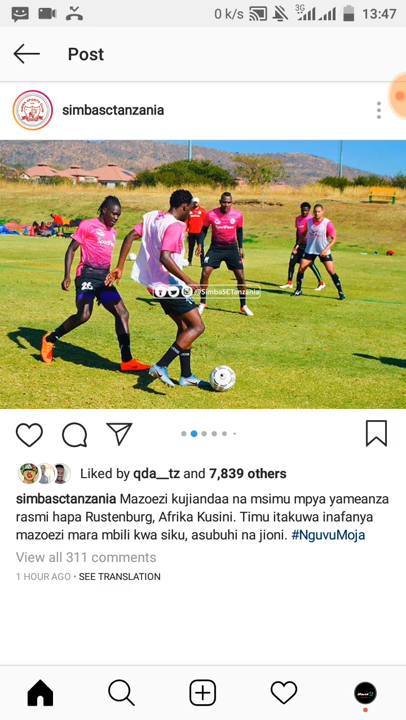 0 k/s 3G 13:47
Post
simbasctanzania
26
@SimbaSCTanzania
Liked by qda__tz and 7,839 others
simbasctanzania Mazoezi kujiandaa na msimu mpya yameanza
rasmi hapa Rustenburg, Afrika Kusini. Timu itakuwa inafanya
mazoezi mara mbili kwa siku, asubuhi na jioni. #NguvuMoja
View all 311 comments
1 HOUR AGO • SEE TRANSLATION